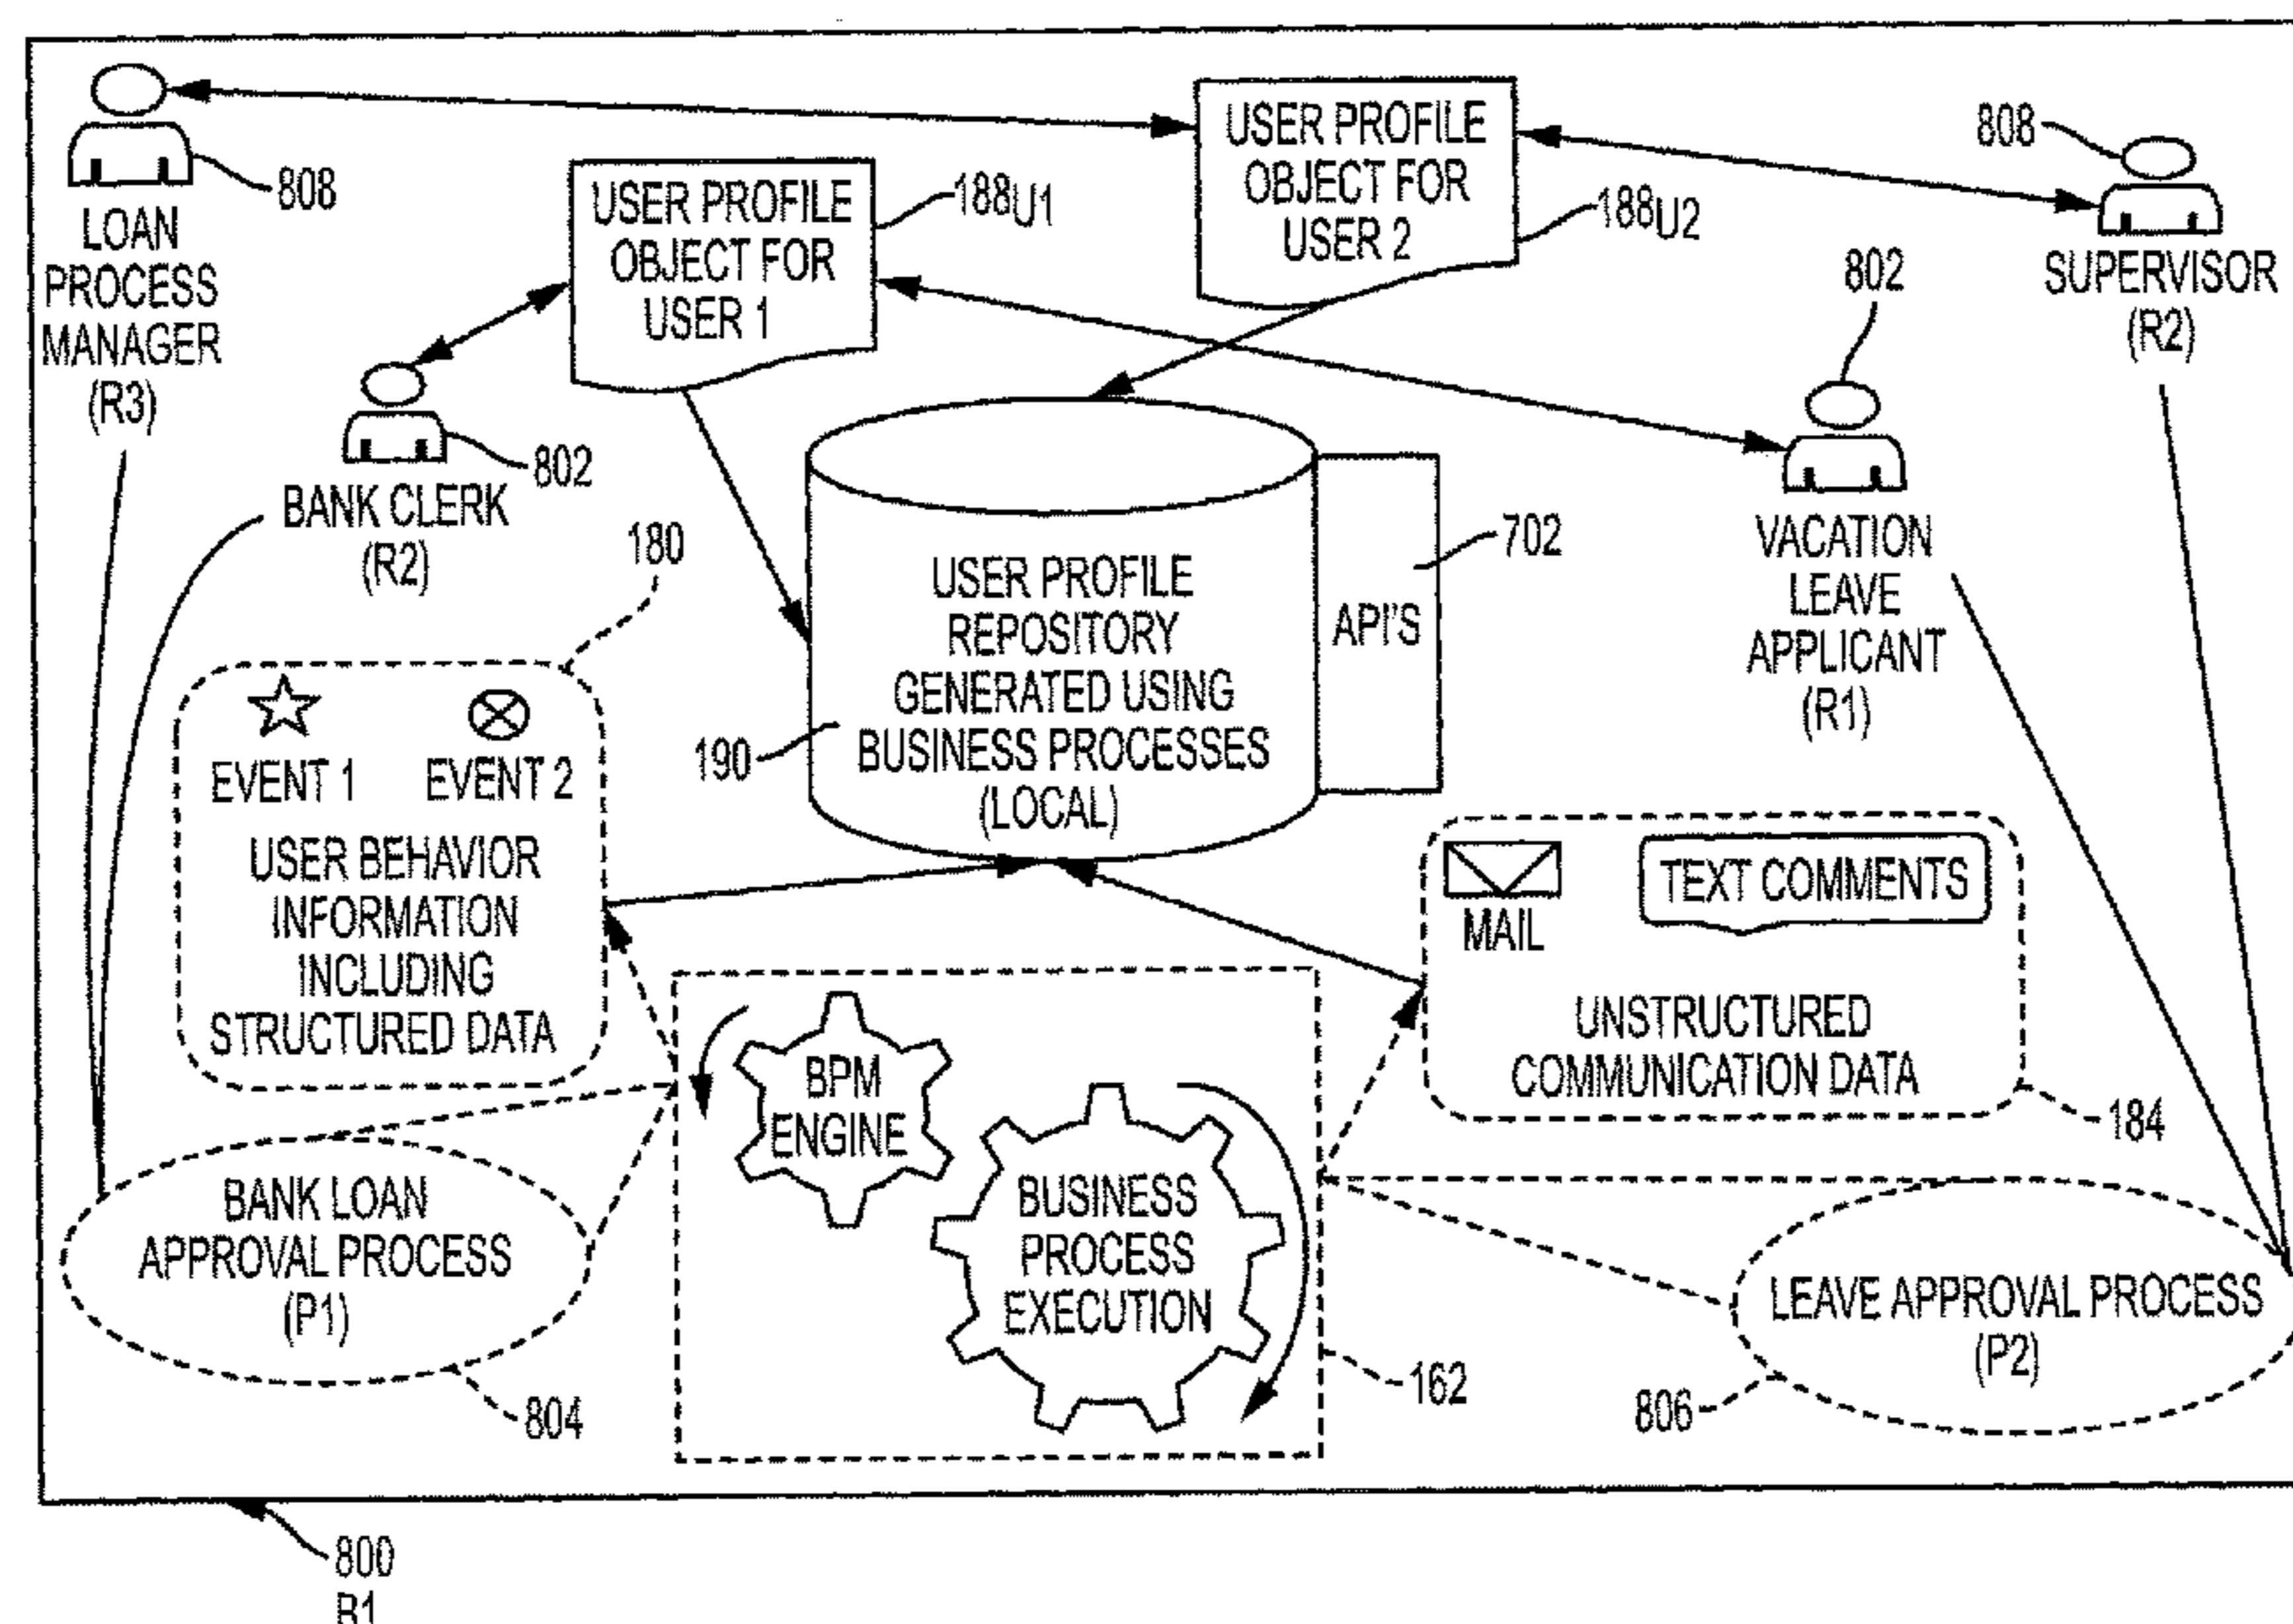 808
LOAN
PROCESS
MANAGER
(R3)
USER PROFILE
OBJECT FOR
USER 1
188U1
USER PROFILE
OBJECT FOR
USER 2
188U2
808
SUPERVISOR
(R2)
802
BANK CLERK
(R2)
802
VACATION
LEAVE
APPLICANT
(R1)
180
EVENT 1
EVENT 2
USER BEHAVIOR
INFORMATION
INCLUDING
STRUCTURED DATA
USER PROFILE
REPOSITORY
GENERATED USING
BUSINESS PROCESSES
(LOCAL)
190
API"S
702
MAIL
TEXT COMMENTS
UNSTRUCTURED
COMMUNICATION DATA
184
BPM
ENGINE
BUSINESS
PROCESS
EXECUTION
162
BANK LOAN
APPROVAL PROCESS
(P1)
804
LEAVE APPROVAL PROCESS
(P2)
806
800
B1